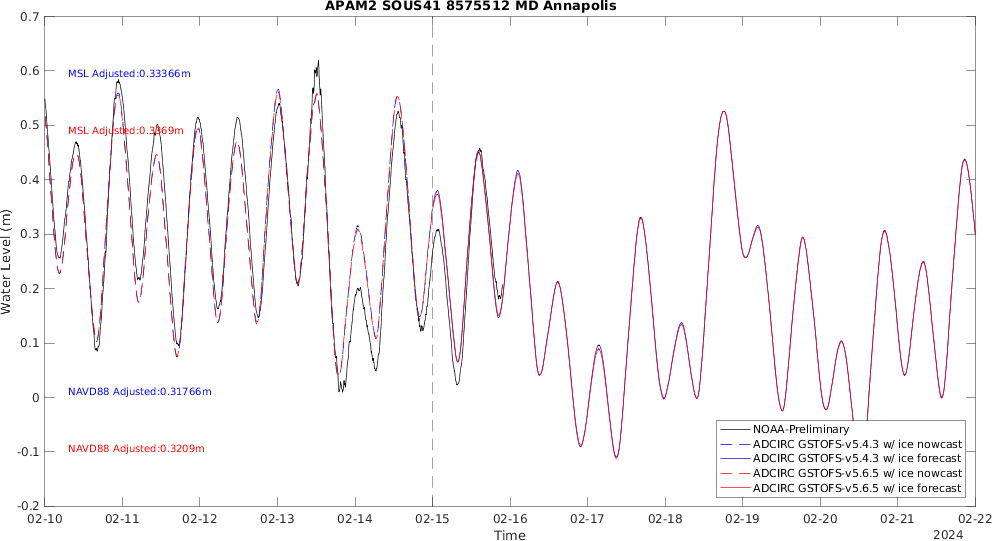 APAM2 SOUS41 8575512 MD Annapolis
0.7
0.6
0.5
0.4
0.3
0.2
0.1
0
-0.1
-0.2
Water Level (m)
MSL Adjusted:0.33366m
MSL Adjusted:0.3369m
NAVD88 Adjusted:0.31766m
NAVD88 Adjusted:0.3209m
NOAA-Preliminary
ADCIRC GSTOFS-v5.4.3 w/ ice nowcast
ADCIRC GSTOFS-v5.4.3 w/ ice forecast
ADCIRC GSTOFS-v5.6.5 w/ ice nowcast
ADCIRC GSTOFS-v5.6.5 w/ ice forecast
02-10 02-11 02-12 02-13 02-14 02-15 02-16 02-17 02-18 02-19 02-20 02-21 02-22
Time
2024